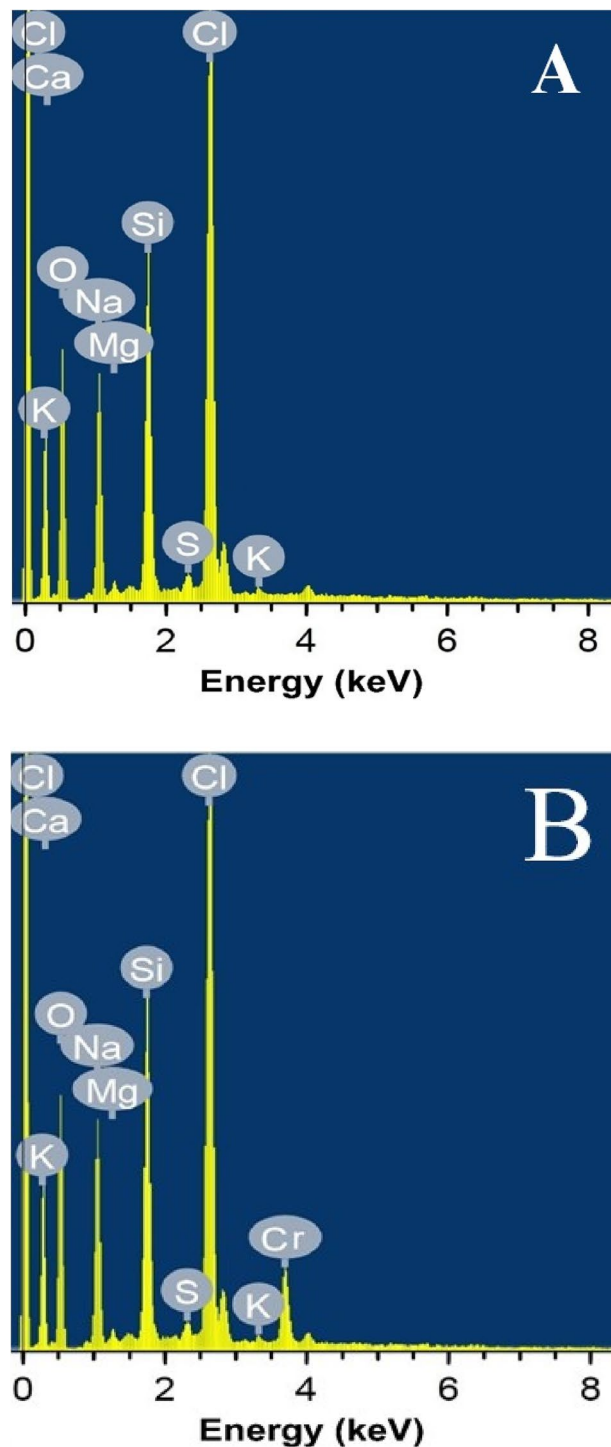 Cl Cl A
Ca
Si
O
Na
Mg
K
S K
0 2 4 6 8
Energy (keV)
Cl Cl B
Ca
Si
O
Na
Mg
K
Cr
S K
0 2 4 6 8
Energy (keV)